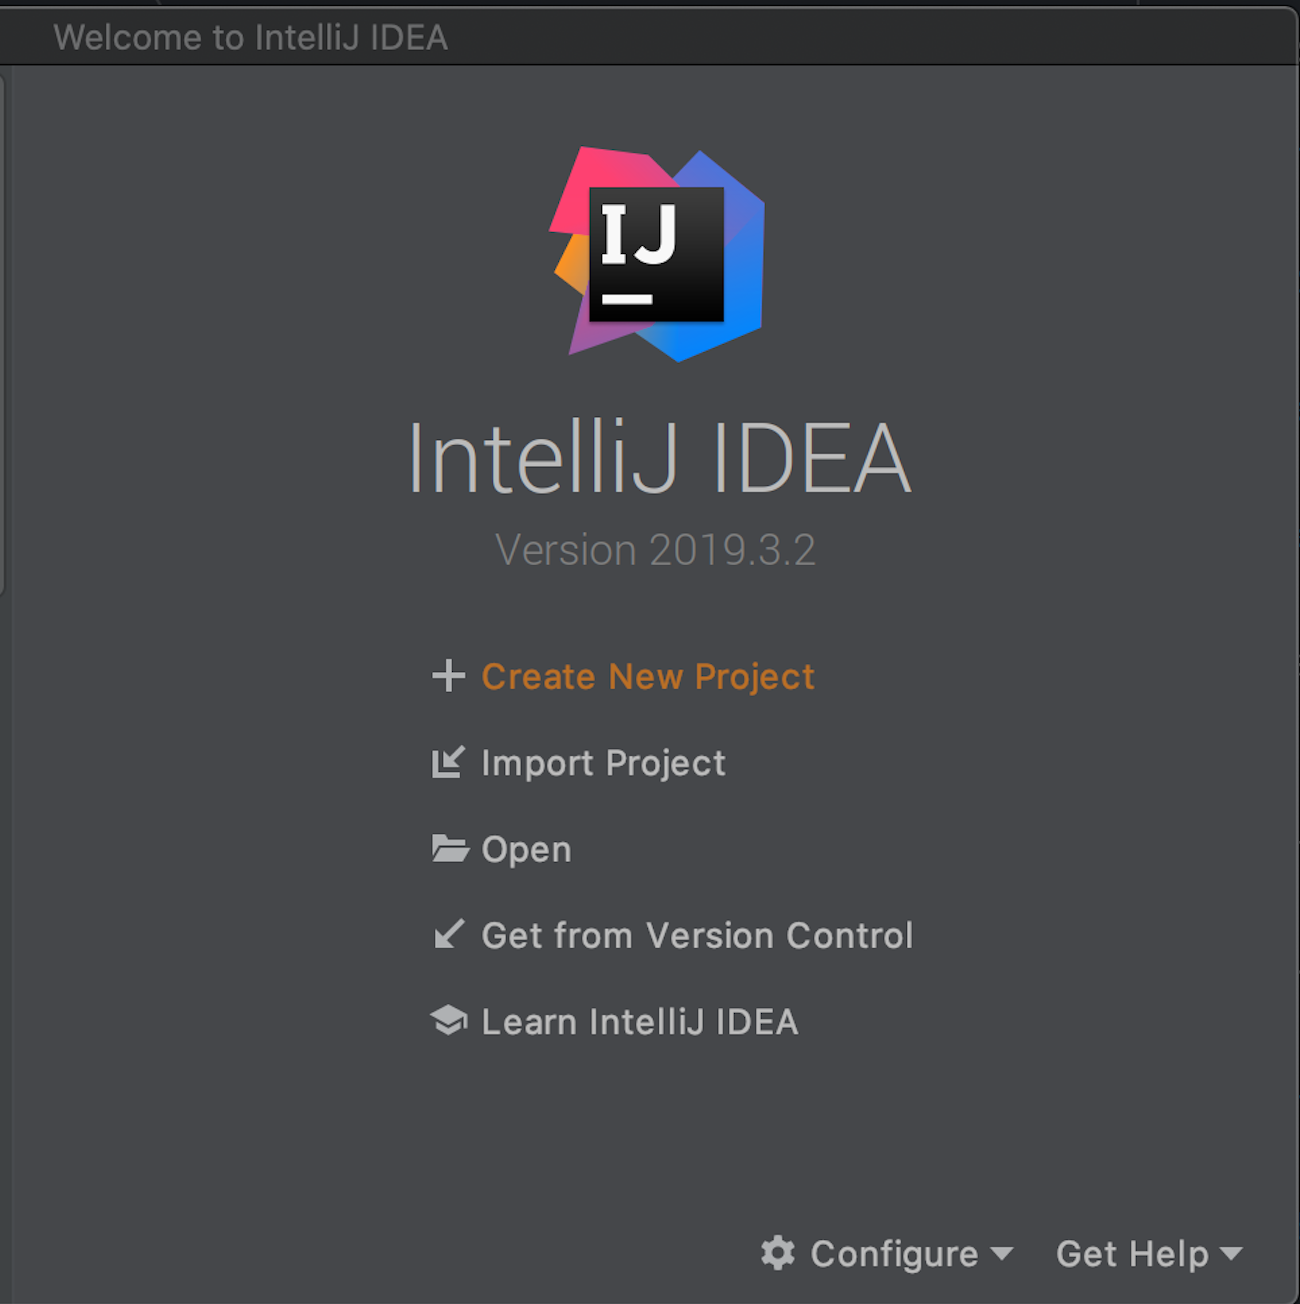 Welcome to IntelliJ IDEA
IJ
IntelliJ IDEA
Version 2019.3.2
Create New Project
Import Project
Open
Get from Version Control
Learn IntelliJ IDEA
Configure Get Help